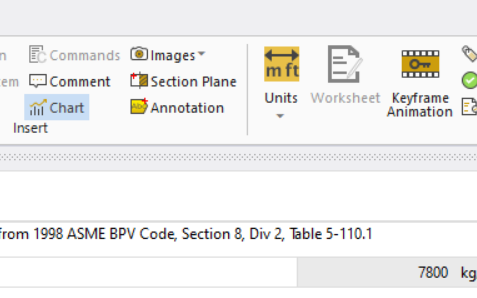 Commands
Images
Comment
Section Plane
Chart
Annotation
Insert
m ft
Units
Worksheet
Keyframe
Animation
from 1998 ASME BPV Code, Section 8, Div 2, Table 5-110.1
7800 kg